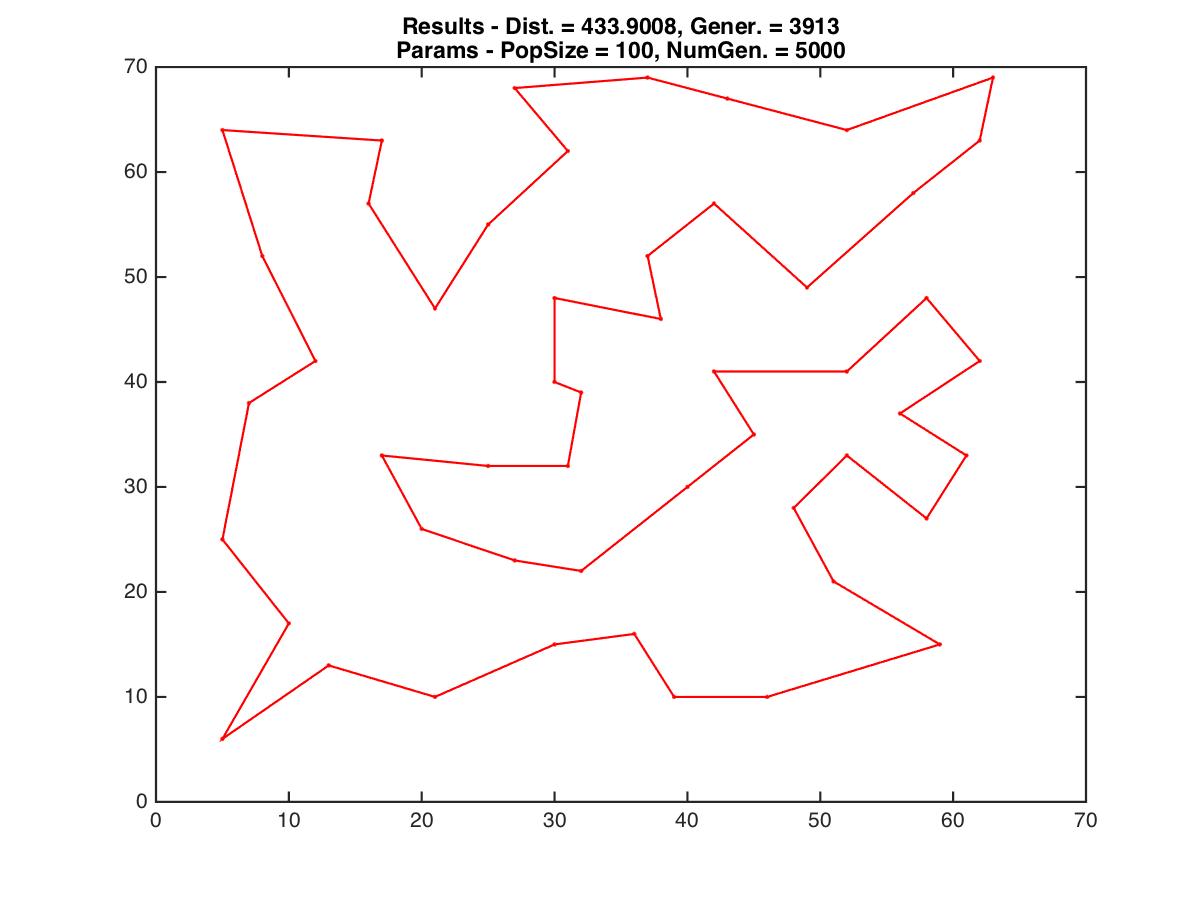 Results - Dist. = 433.9008, Gener. = 3913
Params - PopSize = 100, NumGen. = 5000
70
60
50
40
30
20
10
0
0 10 20 30 40 50 60 70